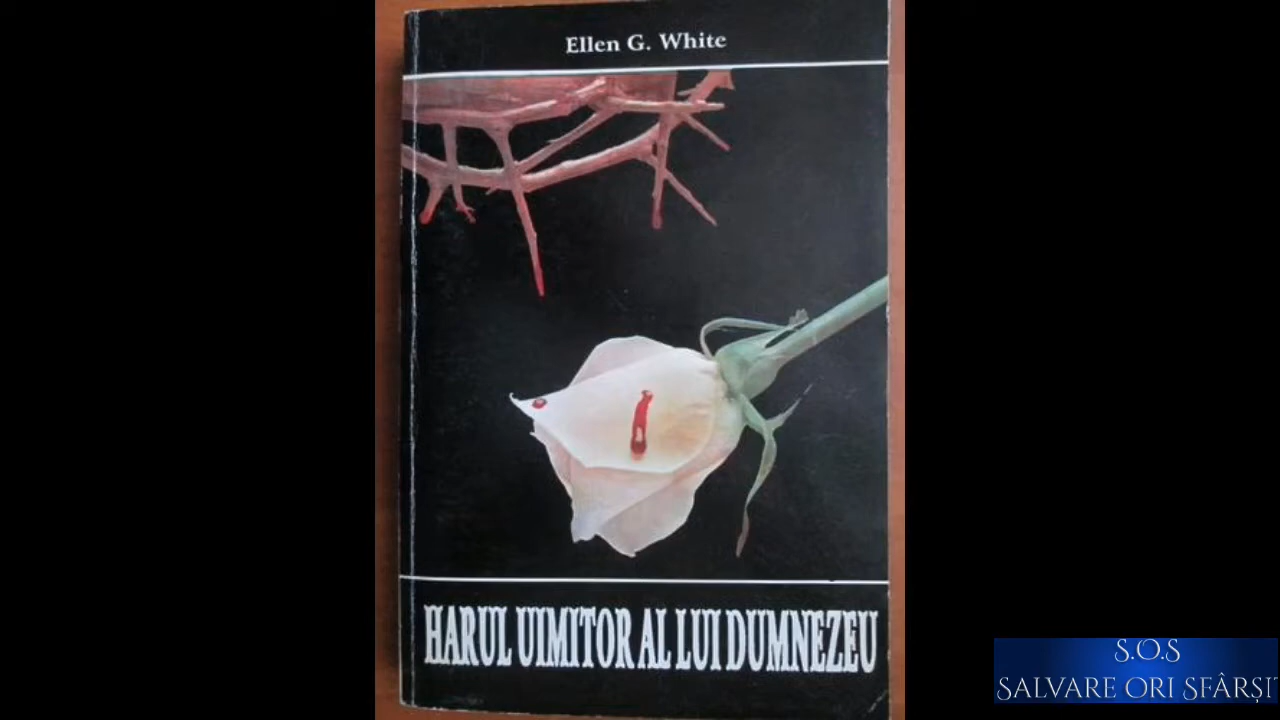 Ellen G. White
HARUL UIMITOR AL LUI DUMNEZEU
S.O.S
SALVARE ORI SFÂRȘIT